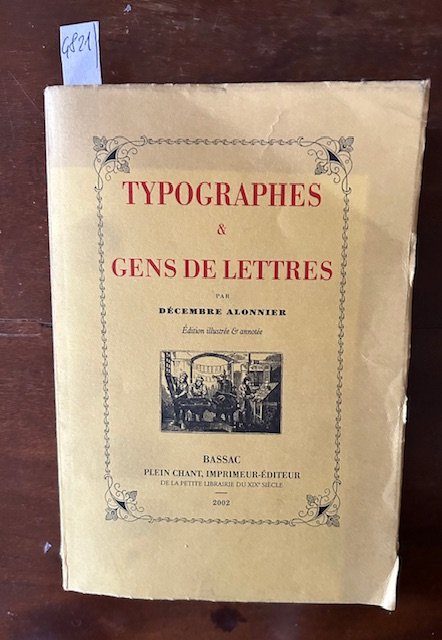 G821
TYPOGRAPHES
&
GENS DE LETTRES
PAR
DÉCEMBRE ALONNIER
Édition illustrée & annotée
BASSAC
PLEIN CHANT, IMPRIMEUR-ÉDITEUR
DE LA PETITE LIBRAIRIE DU XIXᵉ SIÈCLE
2002